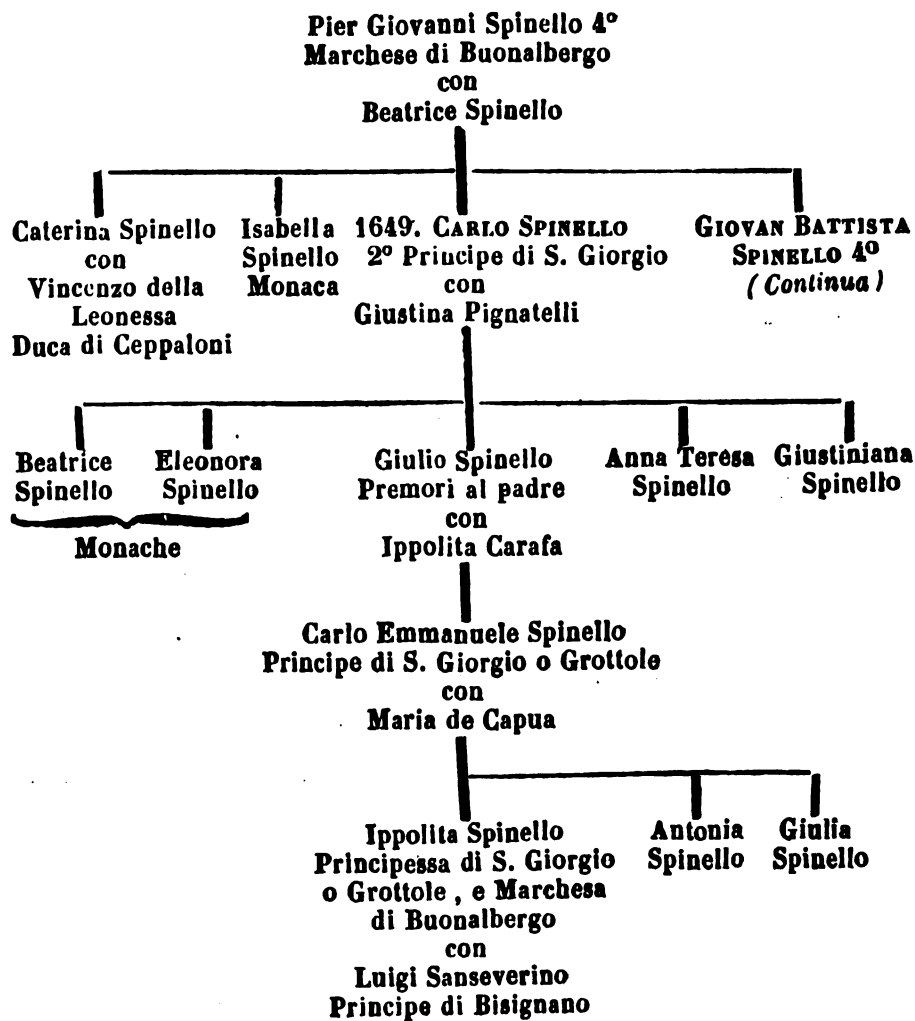 Pier Giovanni Spinello 4º
Marchese di Buonalbergo
con
Beatrice Spinello
Caterina Spinello
con
Vincenzo della
Leonessa
Duca di Ceppaloni
Isabella
Spinello
Monaca
1649. CARLO SPINELLO
2º Principe di S. Giorgio
con
Giustina Pignatelli
GIOVAN BATTISTA
SPINELLO 4º
(Continua)
Beatrice
Spinello
Eleonora
Spinello
Monache
Giulio Spinello
Premorì al padre
con
Ippolita Carafa
Anna Teresa
Spinello
Giustiniana
Spinello
Carlo Emmanuele Spinello
Principe di S. Giorgio o Grottole
con
Maria de Capua
Ippolita Spinello
Principessa di S. Giorgio
o Grottole , e Marchesa
di Buonalbergo
con
Luigi Sanseverino
Principe di Bisignano
Antonia
Spinello
Giulia
Spinello